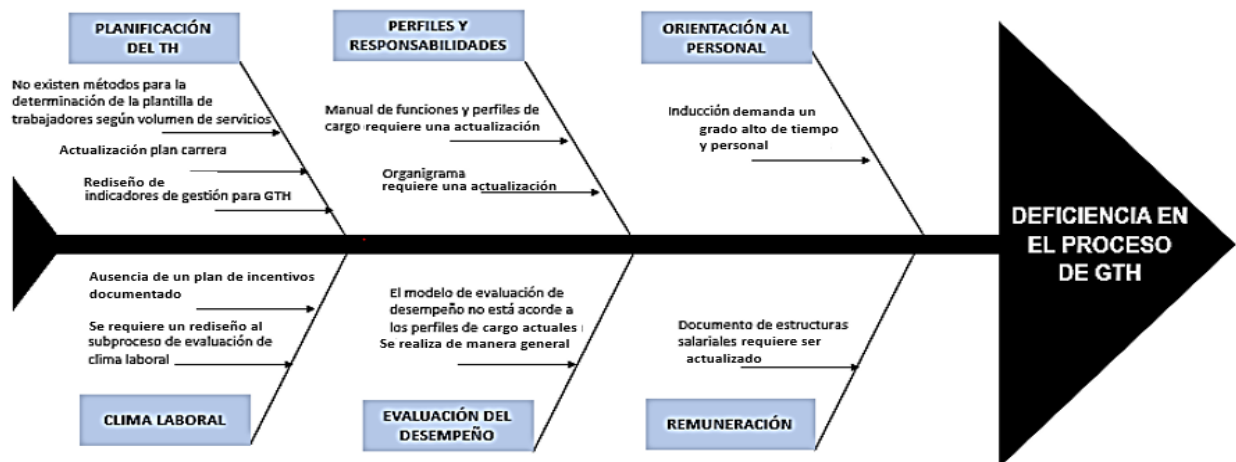 PLANIFICACIÓN
DEL TH
PERFILES Y
RESPONSABILIDADES
ORIENTACIÓN AL
PERSONAL
No existen métodos para la
determinación de la plantilla de
trabajadores según volumen de servicios
Actualización plan carrera
Rediseño de
indicadores de gestión para GTH
Manual de funciones y perfiles de
cargo requiere una actualización
Organigrama
requiere una actualización
Inducción demanda un
grado alto de tiempo
y personal
DEFICIENCIA EN
EL PROCESO
DE GTH
Ausencia de un plan de incentivos
documentado
Se requiere un rediseño al
subproceso de evaluación de
clima laboral
El modelo de evaluación de
desempeño no está acorde a
los perfiles de cargo actuales
Se realiza de manera general
Documento de estructuras
salariales requiere ser
actualizado
CLIMA LABORAL
EVALUACIÓN DEL
DESEMPEÑO
REMUNERACIÓN